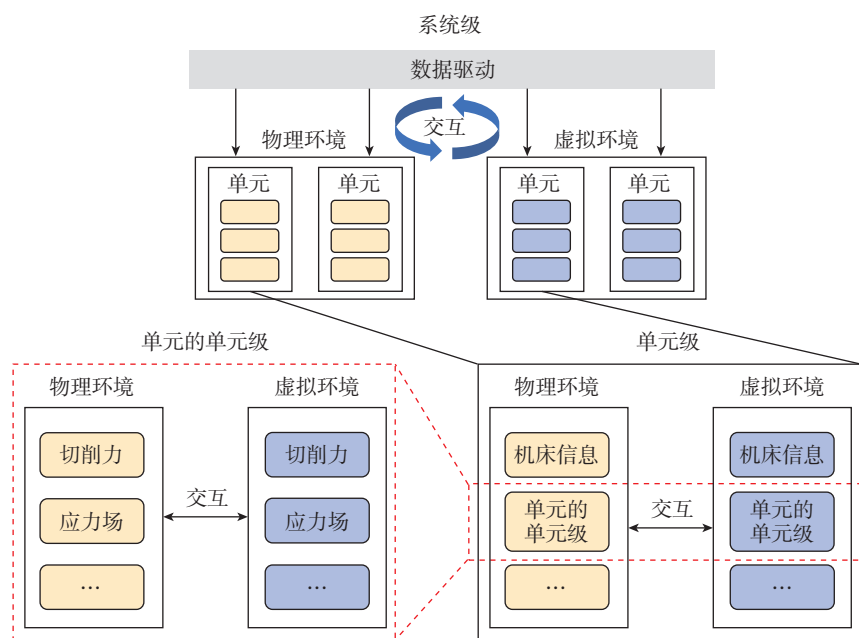 系统级
数据驱动
交互
物理环境
虚拟环境
单元
单元
单元
单元
单元的单元级
单元级
物理环境
虚拟环境
物理环境
虚拟环境
切削力
切削力
机床信息
机床信息
交互
交互
应力场
应力场
单元的
单元级
单元的
单元级
…
…
…
…